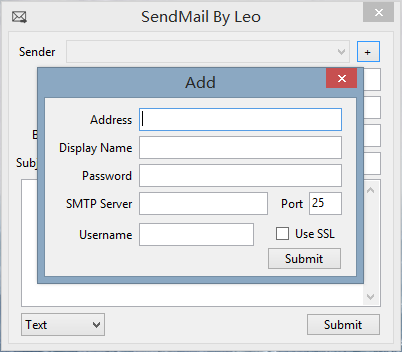 SendMail By Leo
Sender +
Add
Address
Display Name
Password
SMTP Server Port 25
Username Use SSL
Submit
Subj
Text Submit